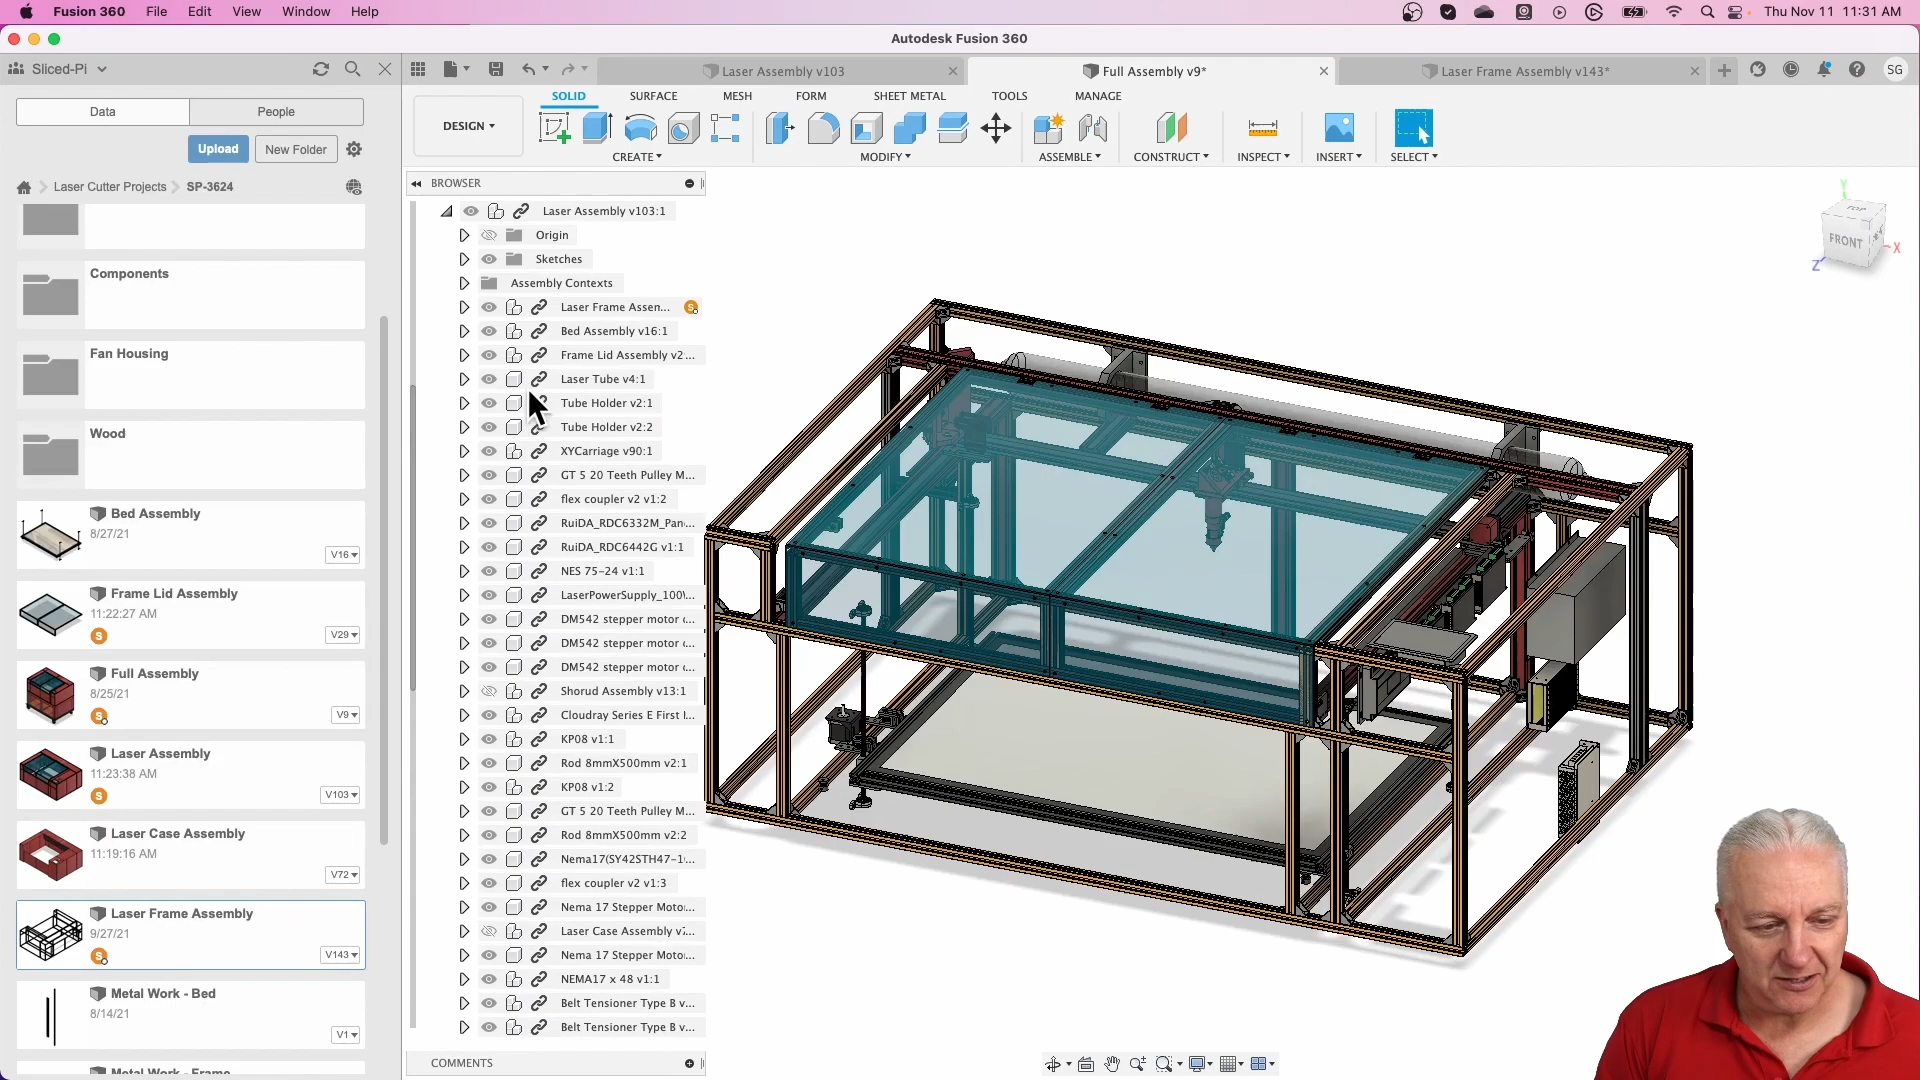 Fusion 360 File Edit View Window Help Thu Nov 11 11:31 AM
Autodesk Fusion 360
Sliced-Pi
Laser Assembly v103 Full Assembly v9* Laser Frame Assembly v143* SG
Data People
Upload New Folder
Laser Cutter Projects SP-3624
Components
Fan Housing
Wood
Bed Assembly
8/27/21
V16
Frame Lid Assembly
11:22:27 AM
S
V29
Full Assembly
8/25/21
S
V9
Laser Assembly
11:23:38 AM
S
V103
Laser Case Assembly
11:19:16 AM
V72
Laser Frame Assembly
9/27/21
S
V143
Metal Work - Bed
8/14/21
V1
Metal Work - Frame
SOLID SURFACE MESH FORM SHEET METAL TOOLS MANAGE
DESIGN
CREATE MODIFY ASSEMBLE CONSTRUCT INSPECT INSERT SELECT
BROWSER
Laser Assembly v103:1
Origin
Sketches
Assembly Contexts
Laser Frame Assen... S
Bed Assembly v16:1
Frame Lid Assembly v2...
Laser Tube v4:1
Tube Holder v2:1
Tube Holder v2:2
XYCarriage v90:1
GT 5 20 Teeth Pulley M...
flex coupler v2 v1:2
RuiDA_RDC6332M_Pan...
RuiDA_RDC6442G v1:1
NES 75-24 v1:1
LaserPowerSupply_100\...
DM542 stepper motor (...
DM542 stepper motor (...
DM542 stepper motor (...
Shorud Assembly v13:1
Cloudray Series E First I...
KP08 v1:1
Rod 8mmX500mm v2:1
KP08 v1:2
GT 5 20 Teeth Pulley M...
Rod 8mmX500mm v2:2
Nema17(SY42STH47-1(...
flex coupler v2 v1:3
Nema 17 Stepper Moto...
Laser Case Assembly v7...
Nema 17 Stepper Moto...
NEMA17 x 48 v1:1
Belt Tensioner Type B v...
Belt Tensioner Type B v...
COMMENTS
Y
TOP
FRONT
X
Z